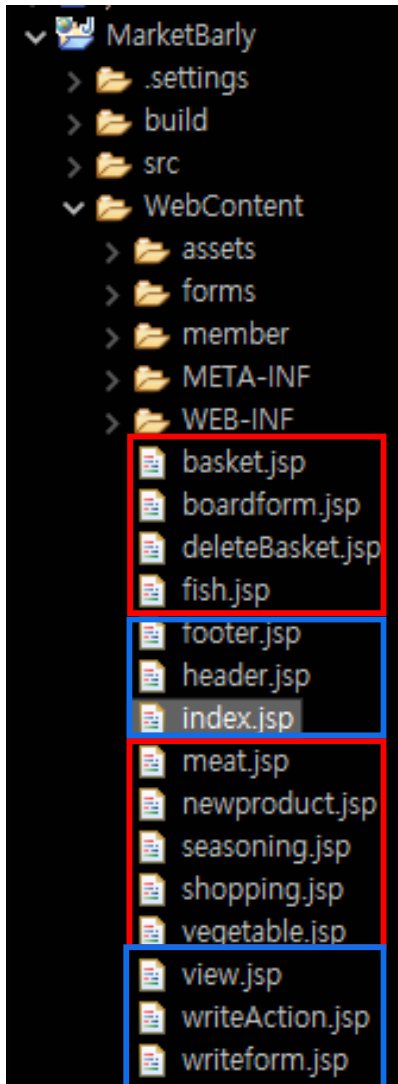 MarketBarly
.settings
build
src
WebContent
assets
forms
member
META-INF
WEB-INF
basket.jsp
boardform.jsp
deleteBasket.jsp
fish.jsp
footer.jsp
header.jsp
index.jsp
meat.jsp
newproduct.jsp
seasoning.jsp
shopping.jsp
vegetable.jsp
view.jsp
writeAction.jsp
writeform.jsp